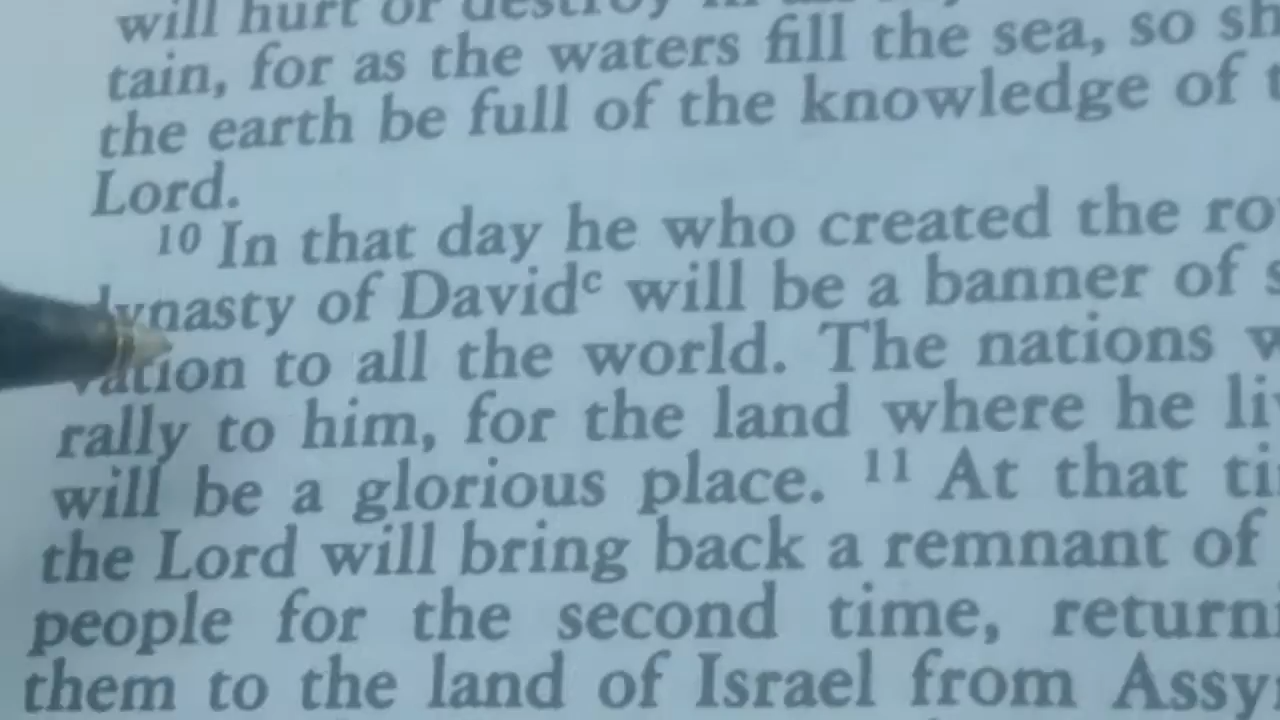 will hurt or destroy in
tain, for as the waters fill the sea, so sh
the earth be full of the knowledge of t
Lord.
10 In that day he who created the ro
dynasty of Davidc will be a banner of s
vation to all the world. The nations w
rally to him, for the land where he li
will be a glorious place. 11 At that ti
the Lord will bring back a remnant of
people for the second time, returni
them to the land of Israel from Assy